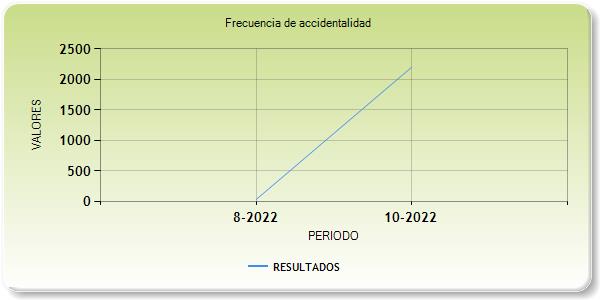 Frecuencia de accidentalidad
2500
2000
1500
1000
500
0
VALORES
8-2022 10-2022
PERIODO
RESULTADOS